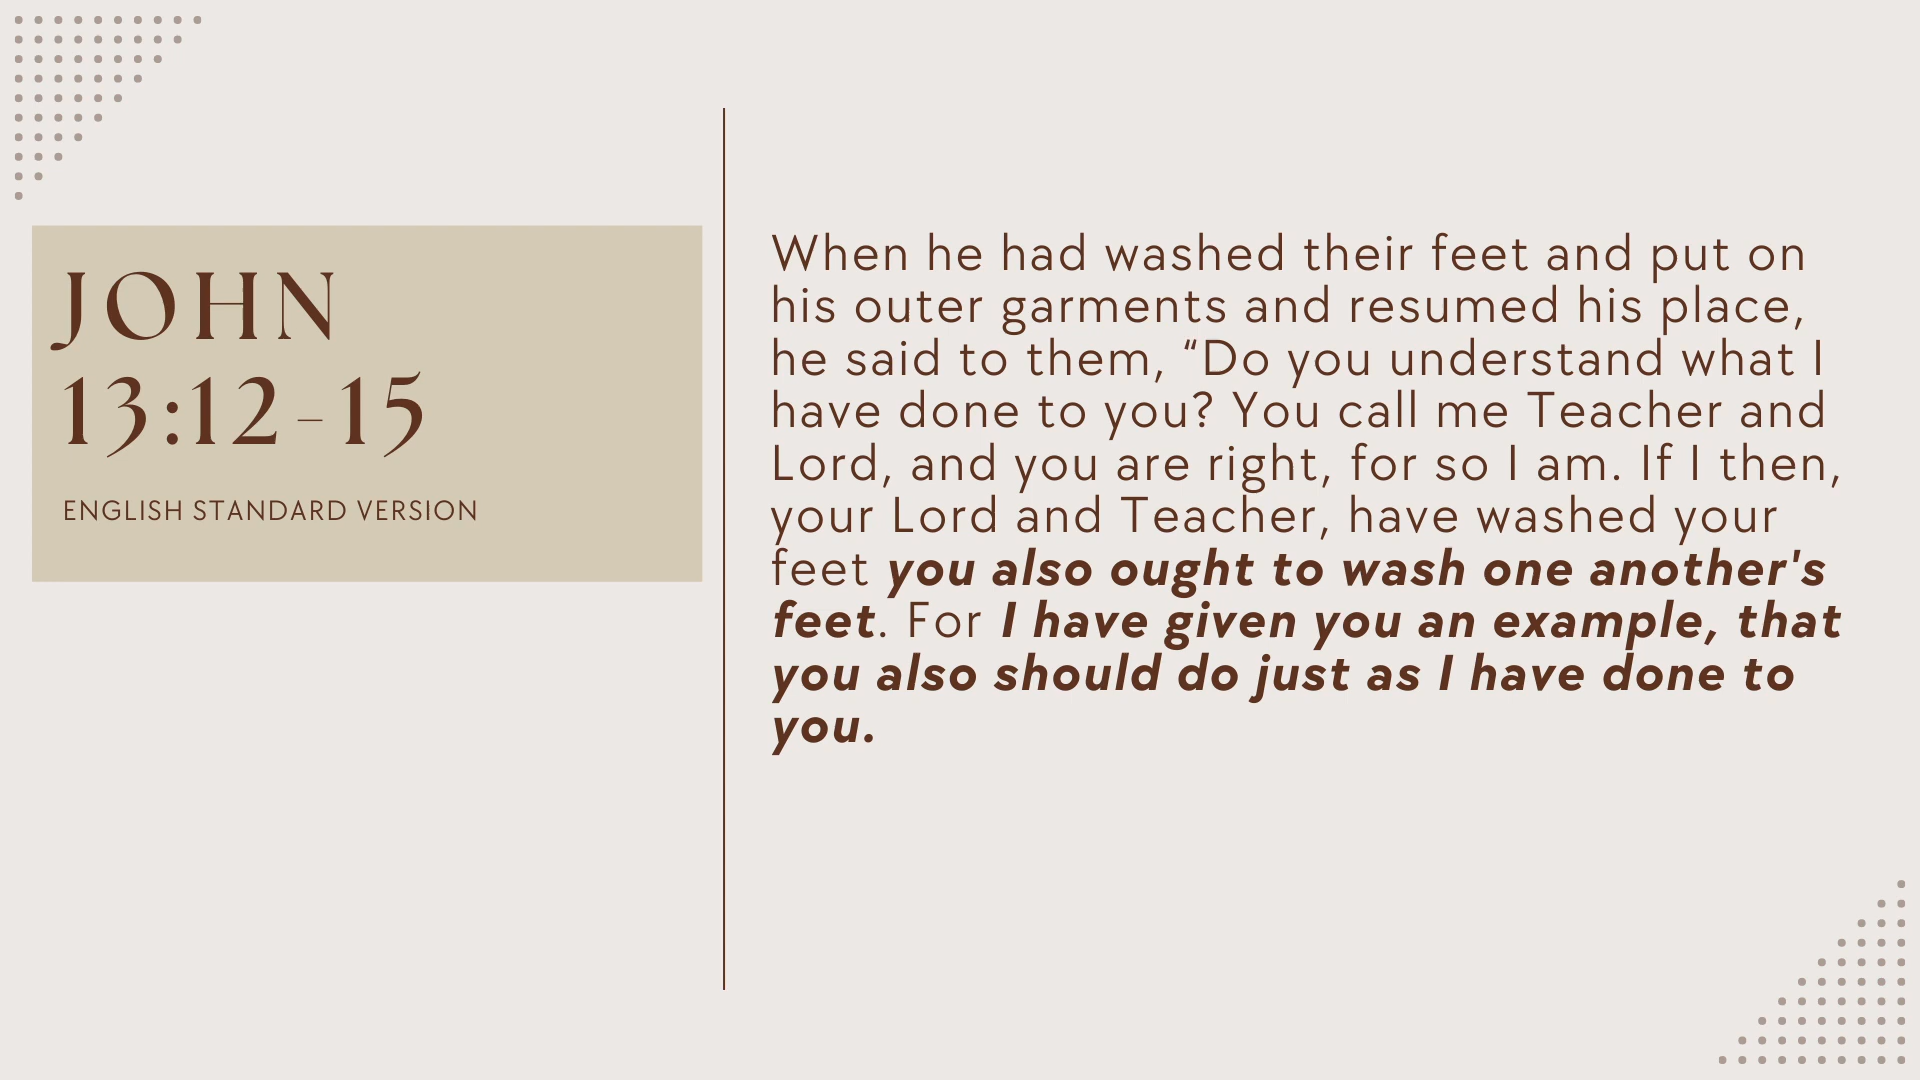 JOHN
13:12-15
ENGLISH STANDARD VERSION
When he had washed their feet and put on
his outer garments and resumed his place,
he said to them, “Do you understand what I
have done to you? You call me Teacher and
Lord, and you are right, for so I am. If I then,
your Lord and Teacher, have washed your
feet you also ought to wash one another's
feet. For I have given you an example, that
you also should do just as I have done to
you.